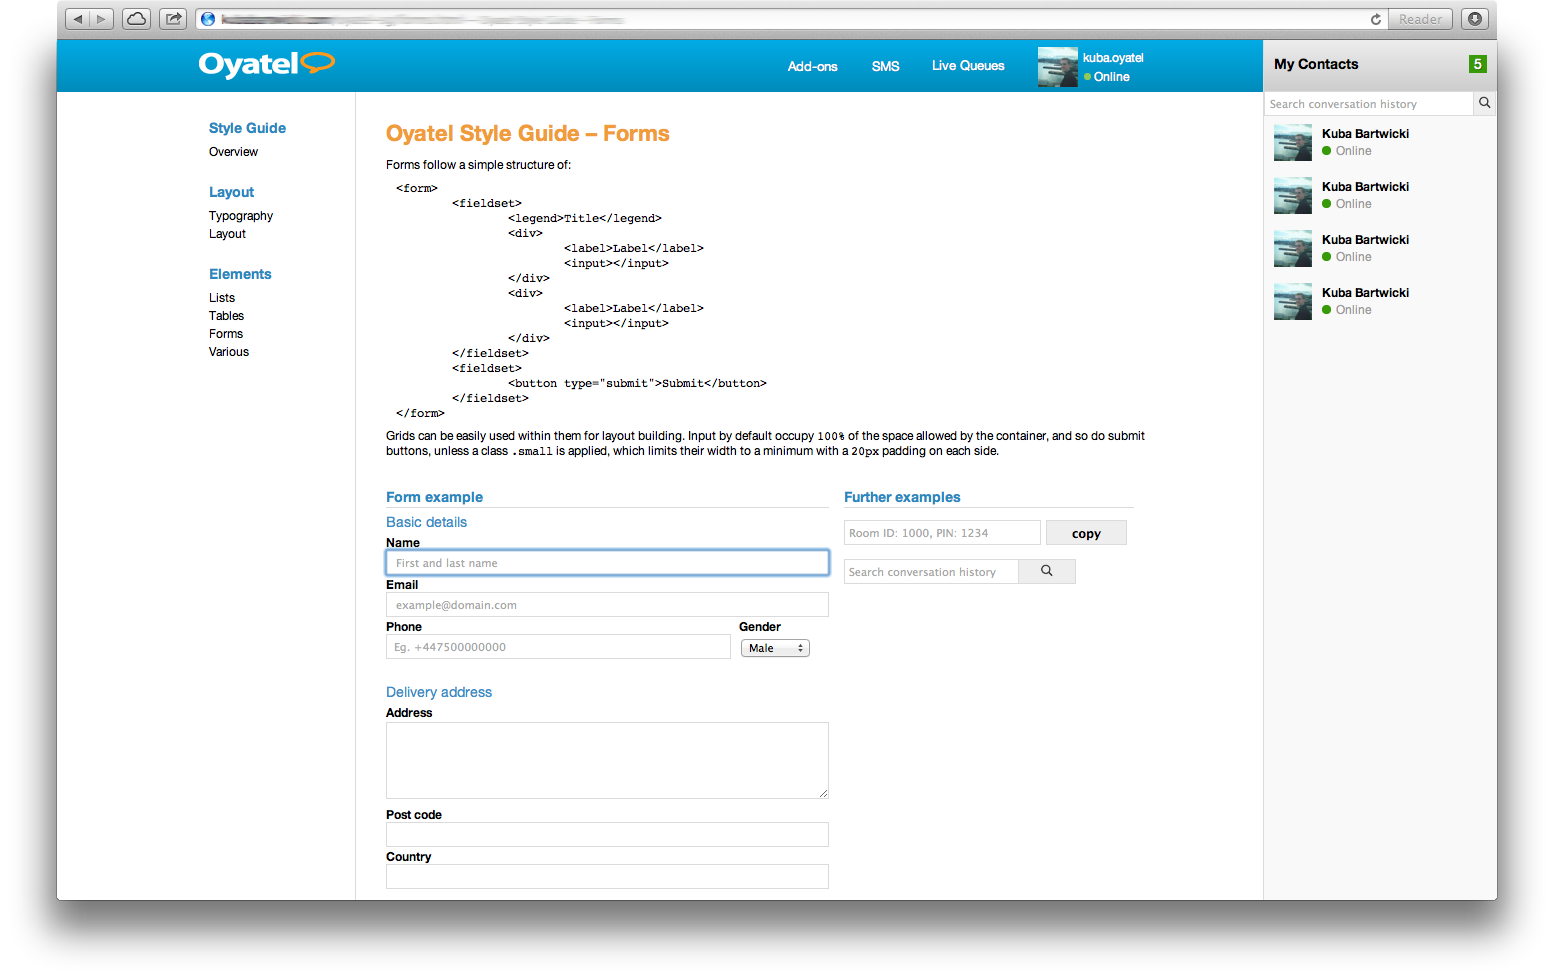 Reader
Oyatel
Add-ons
SMS
Live Queues
kuba.oyatel
Online
My Contacts
5
Search conversation history
Kuba Bartwicki
Online
Kuba Bartwicki
Online
Kuba Bartwicki
Online
Kuba Bartwicki
Online
Style Guide
Overview
Layout
Typography
Layout
Elements
Lists
Tables
Forms
Various
Oyatel Style Guide – Forms
Forms follow a simple structure of:
<form>
<fieldset>
<legend>Title</legend>
<div>
<label>Label</label>
<input></input>
</div>
<div>
<label>Label</label>
<input></input>
</div>
</fieldset>
<fieldset>
<button type="submit">Submit</button>
</fieldset>
</form>
Grids can be easily used within them for layout building. Input by default occupy 100% of the space allowed by the container, and so do submit
buttons, unless a class .small is applied, which limits their width to a minimum with a 20px padding on each side.
Form example
Basic details
Name
First and last name
Email
example@domain.com
Phone
Gender
Eg. +447500000000
Male
Delivery address
Address
Post code
Country
Further examples
Room ID: 1000, PIN: 1234
copy
Search conversation history